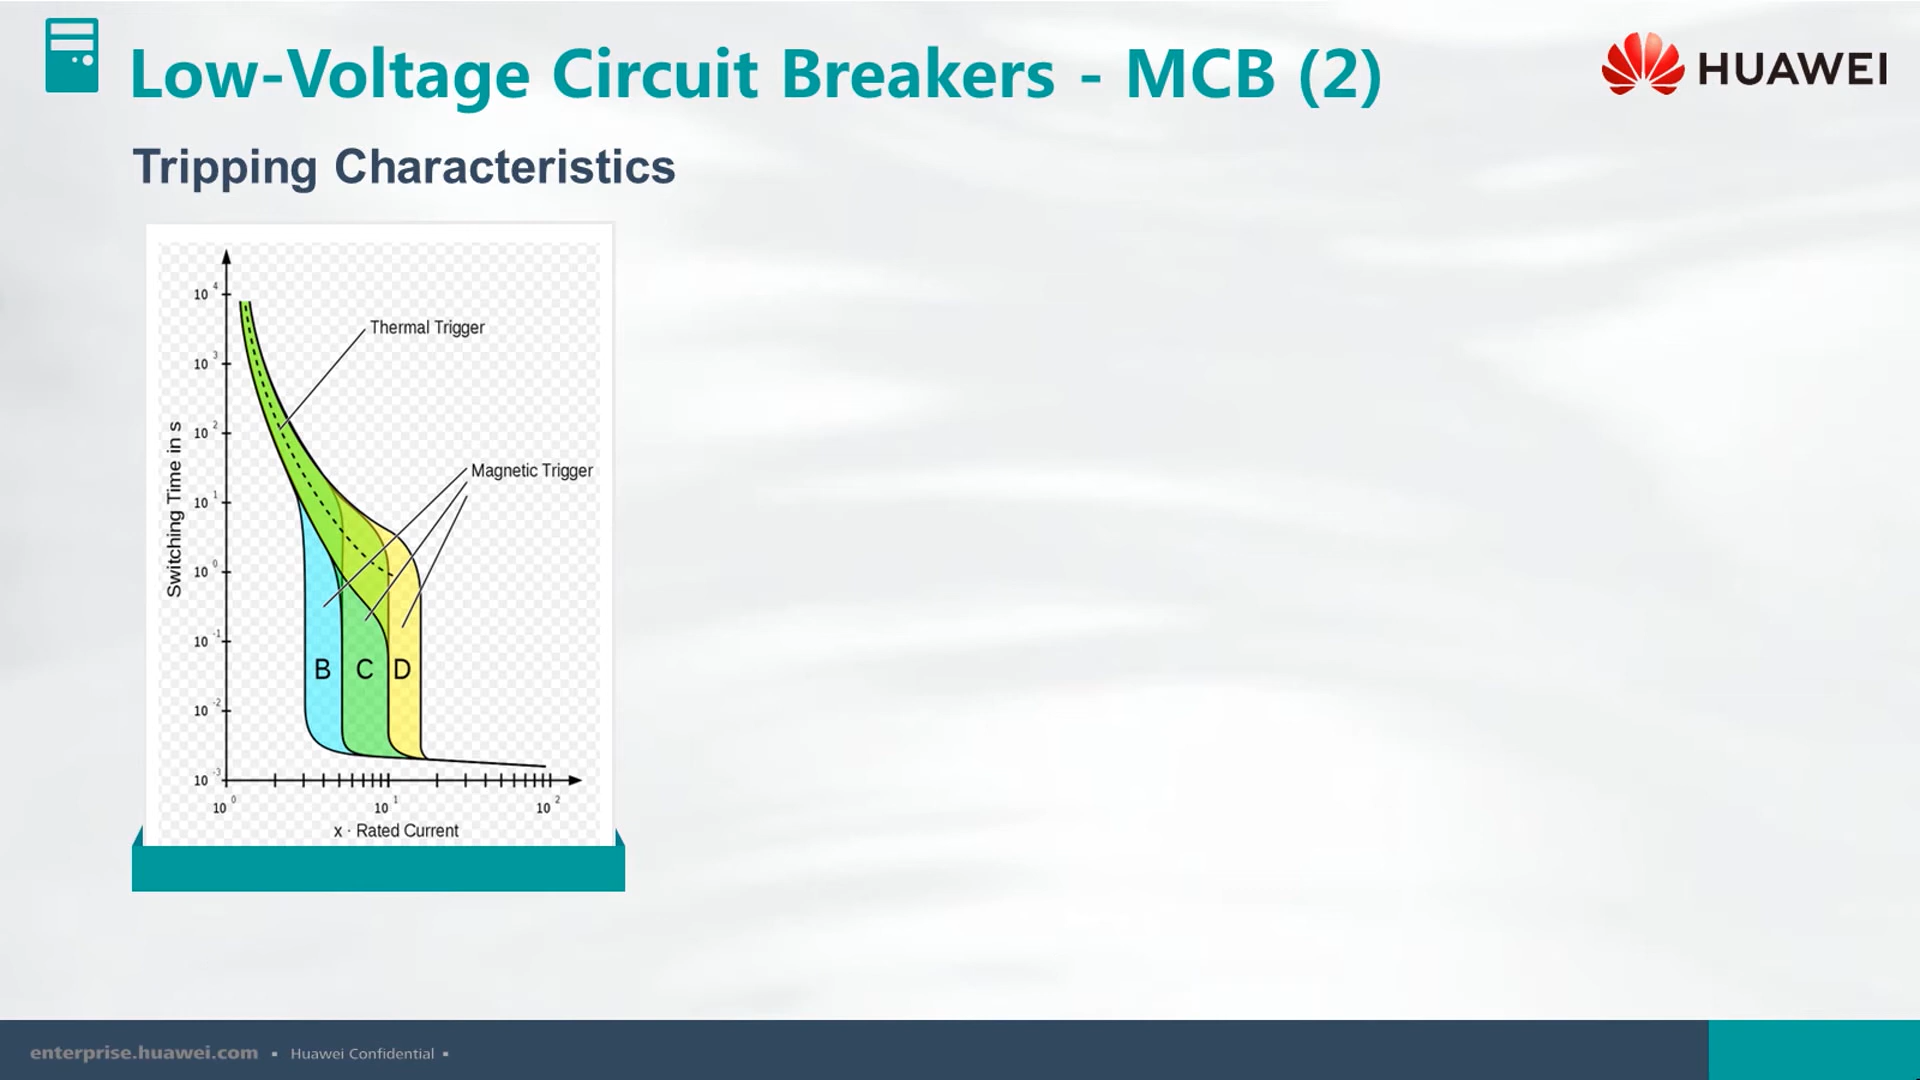 Low-Voltage Circuit Breakers - MCB (2)
HUAWEI
Tripping Characteristics
10 4
Thermal Trigger
10 3
10 2
Magnetic Trigger
10 1
Switching Time in s
10 0
10 -1
B C D
10 -2
10 -3
10 0 10 1 10 2
x · Rated Current
enterprise.huawei.com ▪ Huawei Confidential ▪